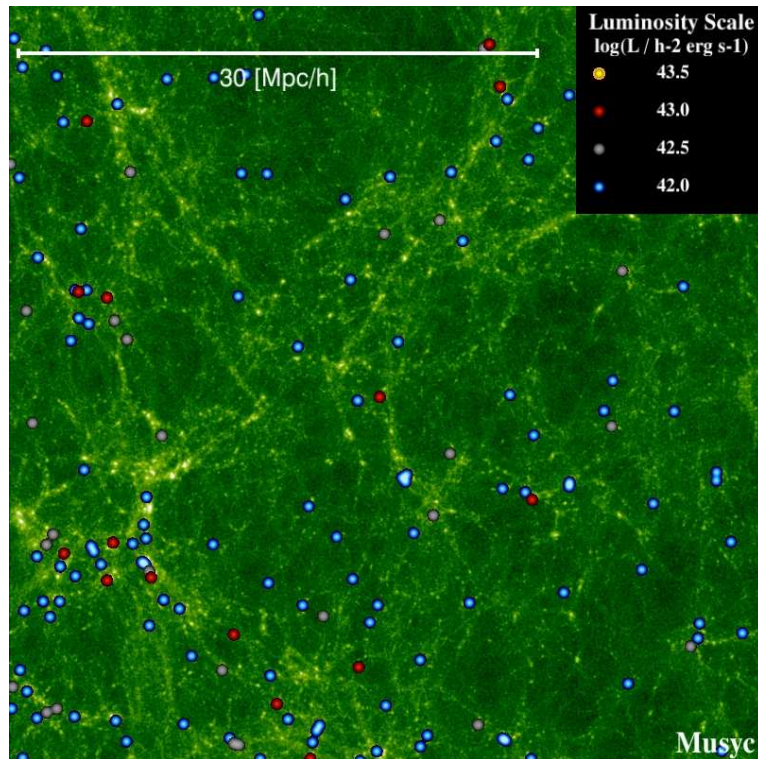 Luminosity Scale
log(L / h-2 erg s-1)
43.5
43.0
42.5
42.0
30 [Mpc/h]
Musyc